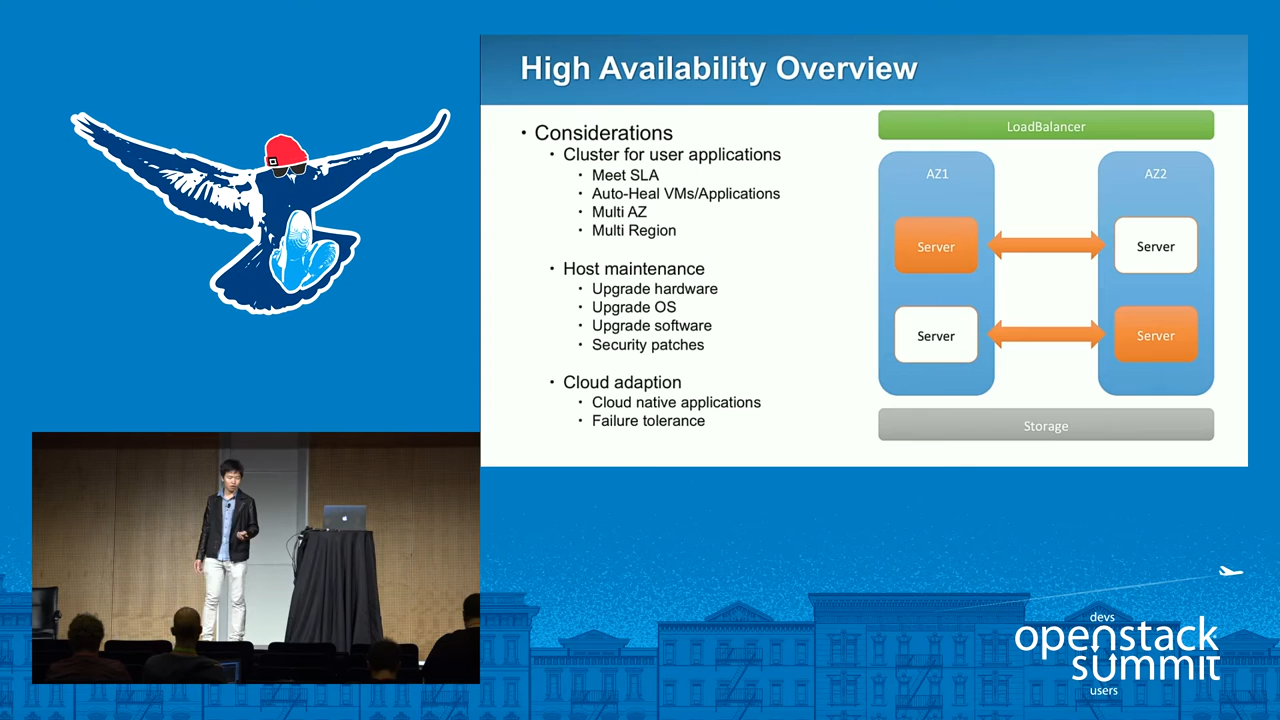 High Availability Overview
• Considerations
• Cluster for user applications
• Meet SLA
• Auto-Heal VMs/Applications
• Multi AZ
• Multi Region
• Host maintenance
• Upgrade hardware
• Upgrade OS
• Upgrade software
• Security patches
• Cloud adaption
• Cloud native applications
• Failure tolerance
LoadBalancer
AZ1
AZ2
Server
Server
Server
Server
Storage
devs
openstack
summit
users